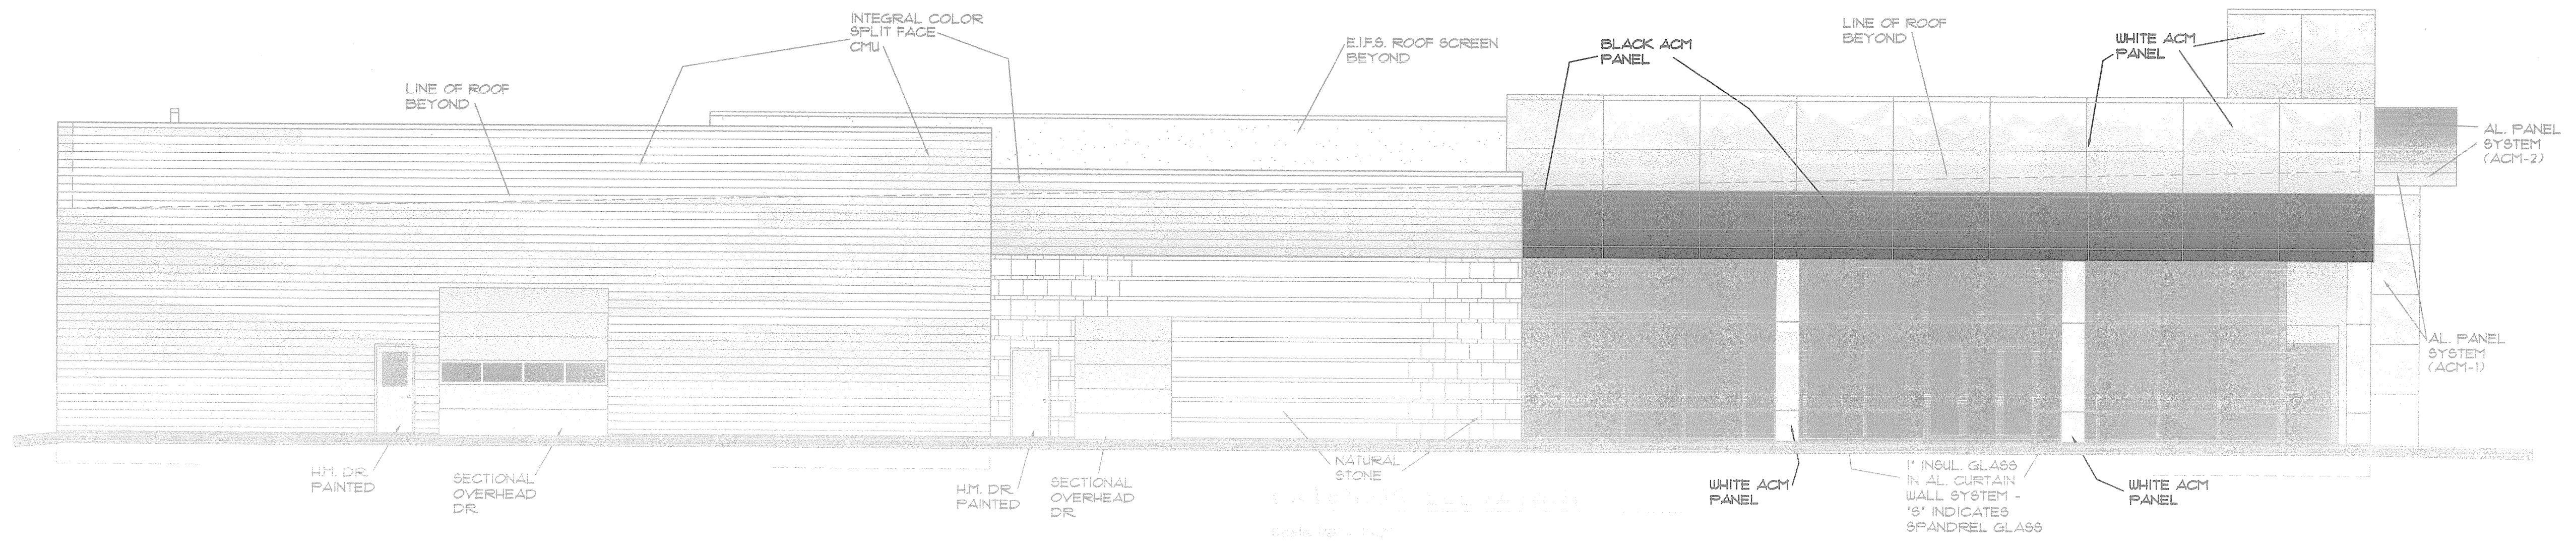 INTEGRAL COLOR
SPLIT FACE
CMU
LINE OF ROOF
BEYOND
E.I.F.S. ROOF SCREEN
BEYOND
BLACK ACM
PANEL
LINE OF ROOF
BEYOND
WHITE ACM
PANEL
AL. PANEL
SYSTEM
(ACM-2)
AL. PANEL
SYSTEM
(ACM-1)
H.M. DR.
PAINTED
SECTIONAL
OVERHEAD
DR.
H.M. DR.
PAINTED
SECTIONAL
OVERHEAD
DR.
NATURAL
STONE
WHITE ACM
PANEL
1" INSUL. GLASS
IN AL. CURTAIN
WALL SYSTEM -
"S" INDICATES
SPANDREL GLASS
WHITE ACM
PANEL